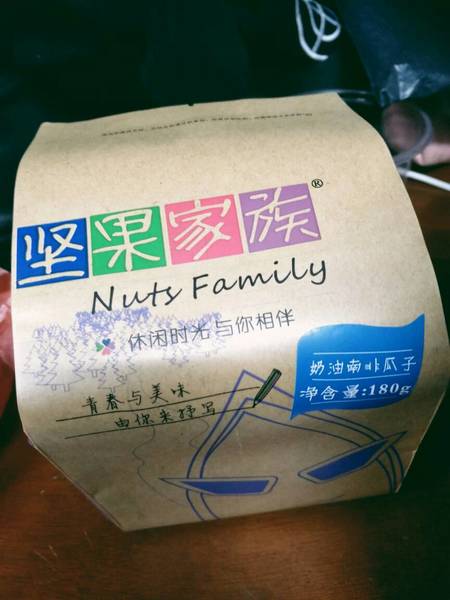 坚果家族®
Nuts Family
休闲时光与你相伴
奶油南瓜子
净含量:180g
青春与美味
由你来抒写